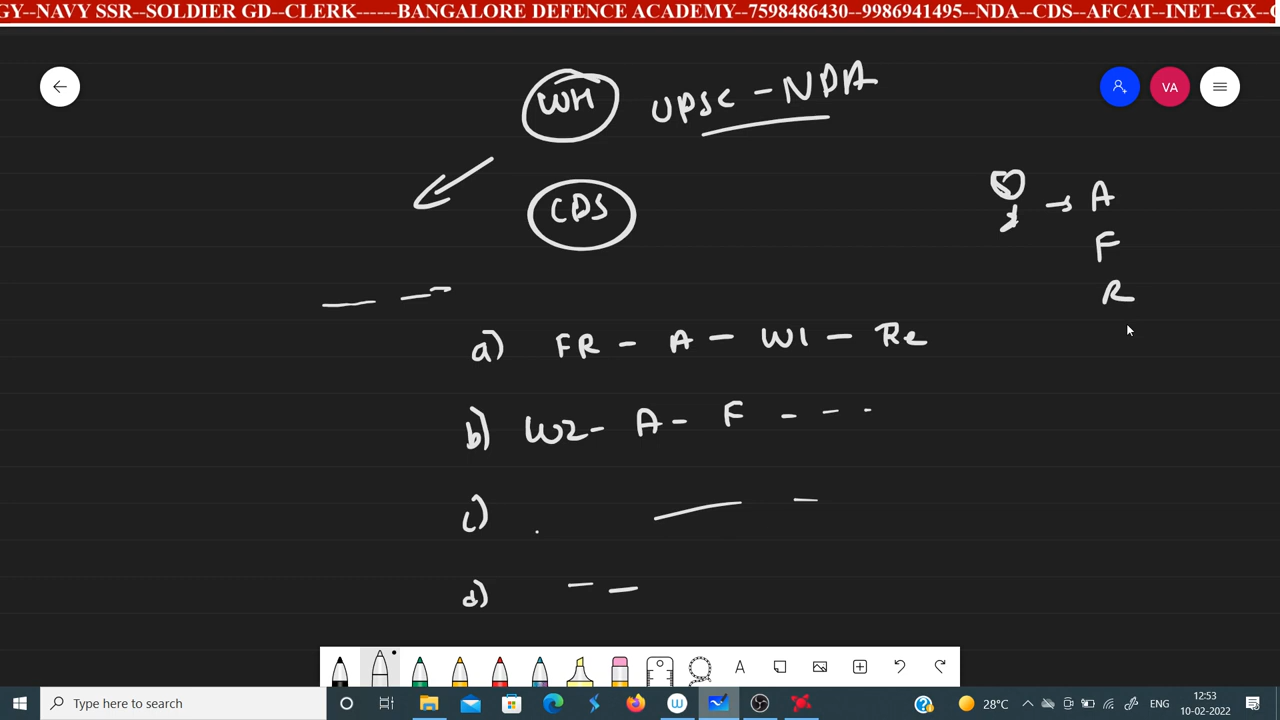 GY--NAVY SSR--SOLDIER GD--CLERK------BANGALORE DEFENCE ACADEMY--7598486430--9986941495--NDA--CDS--AFCAT--INET--GX--C
WH UPSC - NDA
VA
CDS
A
F
R
a) FR - A - W1 - Re
b) W2 - A - F - - -
c)
d)
A
Type here to search
28°C
ENG
12:53
10-02-2022